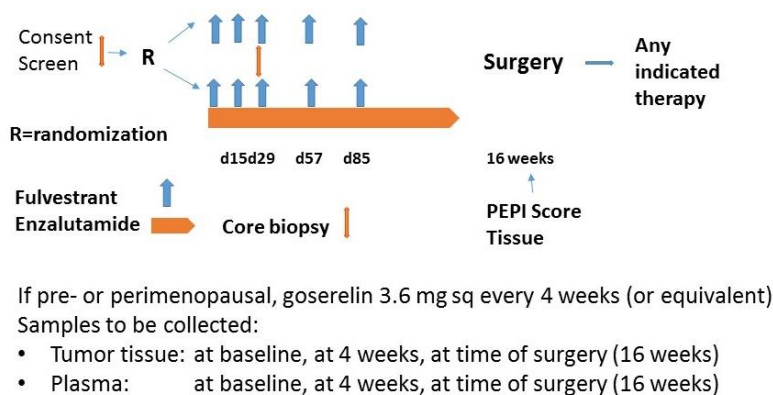 Consent
Screen
R
Surgery
Any
indicated
therapy
R=randomization
d15d29 d57 d85
16 weeks
Fulvestrant
Enzalutamide
Core biopsy
PEPI Score
Tissue
If pre- or perimenopausal, goserelin 3.6 mg sq every 4 weeks (or equivalent)
Samples to be collected:
• Tumor tissue: at baseline, at 4 weeks, at time of surgery (16 weeks)
• Plasma: at baseline, at 4 weeks, at time of surgery (16 weeks)